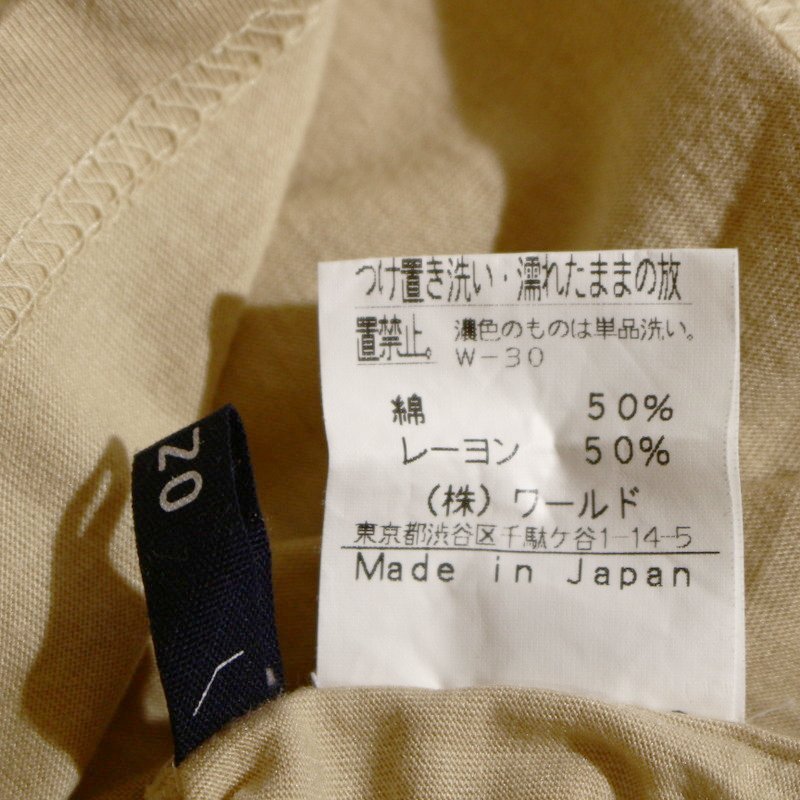 つけ置き洗い・濡れたままの放
置禁止。 濃色のものは単品洗い。
W-30
綿 50%
レーヨン 50%
(株) ワールド
東京都渋谷区千駄ケ谷1-14-5
Made in Japan
OZ